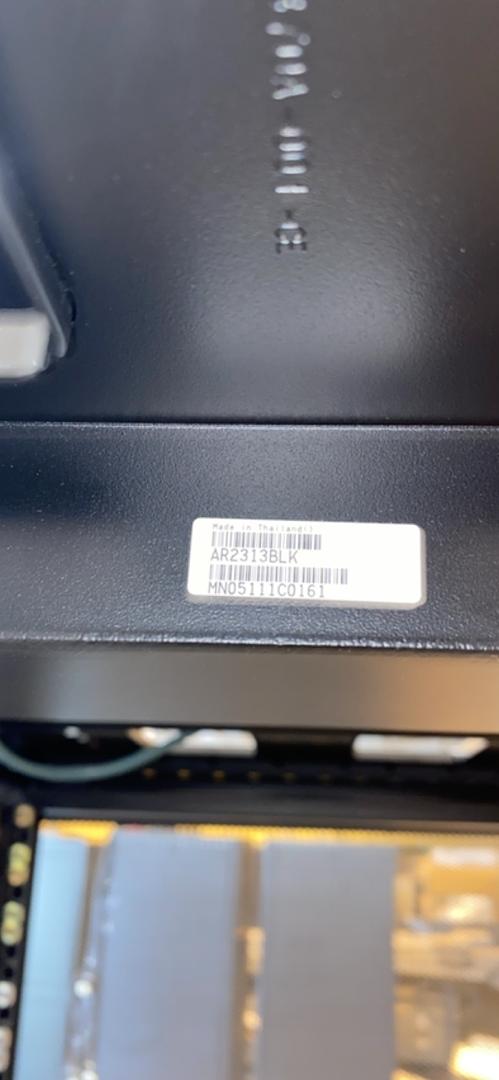 Made in Thailand()
AR2313BLK
MN05111C0161